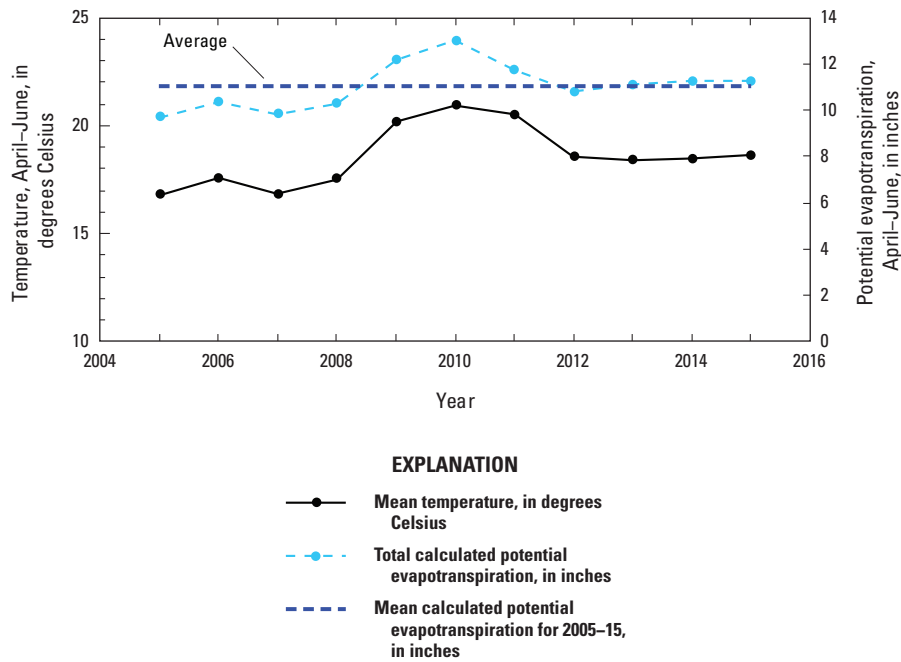 Temperature, April–June, in
degrees Celsius
25
20
15
10
Average
14
12
10
8
6
4
2
0
Potential evapotranspiration,
April–June, in inches
2004
2006
2008
2010
2012
2014
2016
Year
EXPLANATION
Mean temperature, in degrees
Celsius
Total calculated potential
evapotranspiration, in inches
Mean calculated potential
evapotranspiration for 2005–15,
in inches